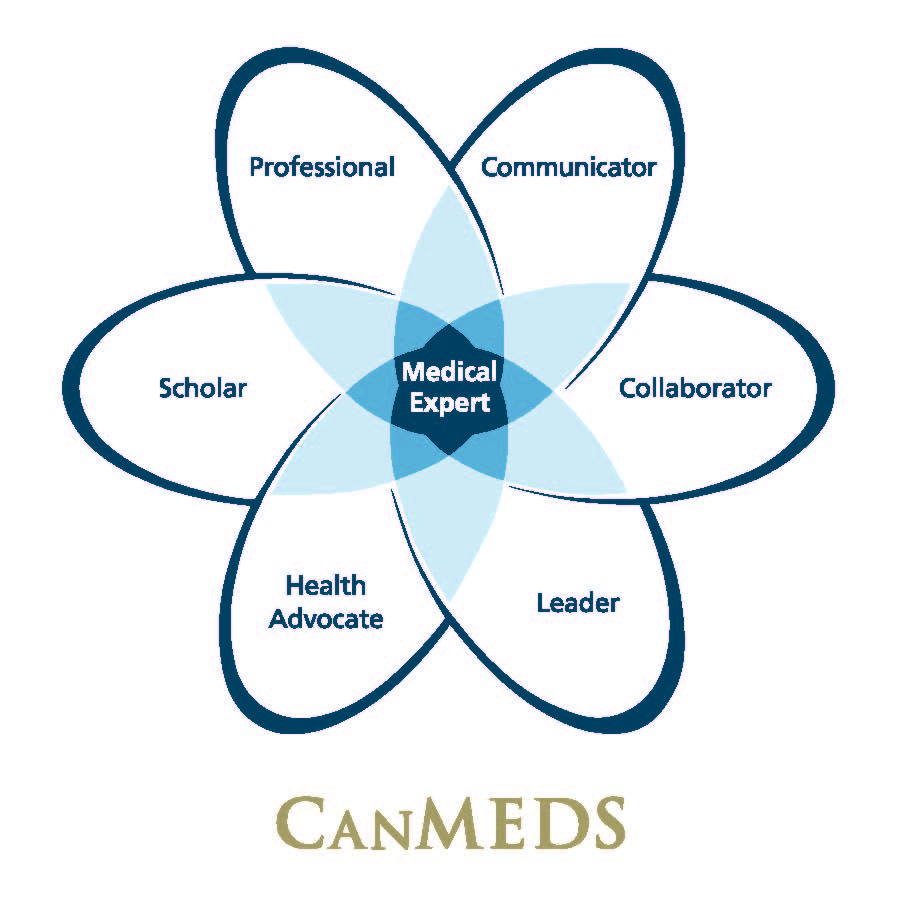 Professional
Communicator
Scholar
Medical
Expert
Collaborator
Health
Advocate
Leader
CANMEDS